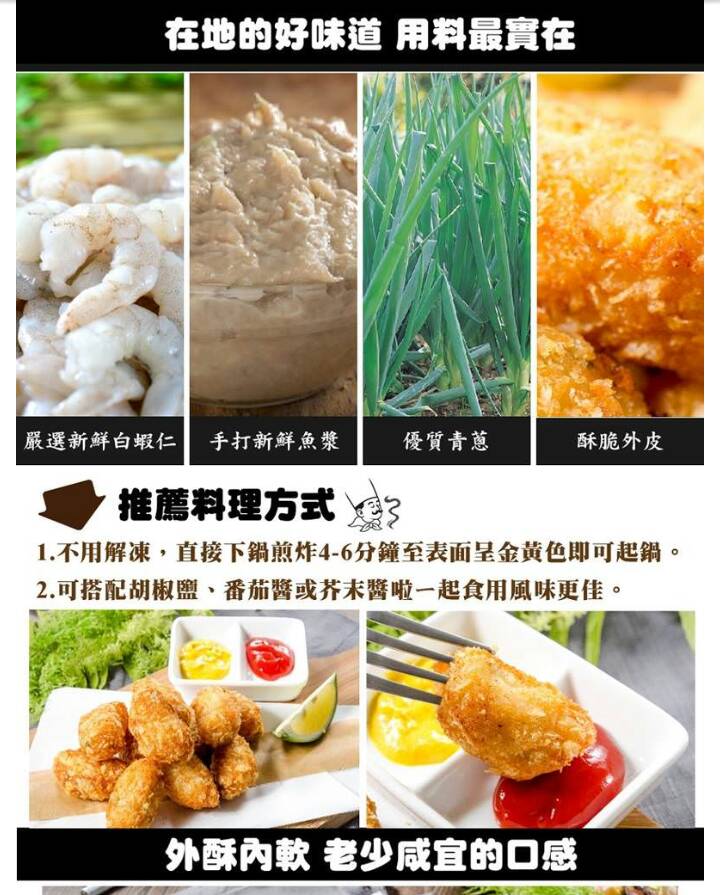 在地的好味道 用料最實在
嚴選新鮮白蝦仁
手打新鮮魚漿
優質青蔥
酥脆外皮
推薦料理方式
1.不用解凍，直接下鍋煎炸4-6分鐘至表面呈金黃色即可起鍋。
2.可搭配胡椒鹽、番茄醬或芥末醬啦一起食用風味更佳。
外酥內軟 老少咸宜的口感